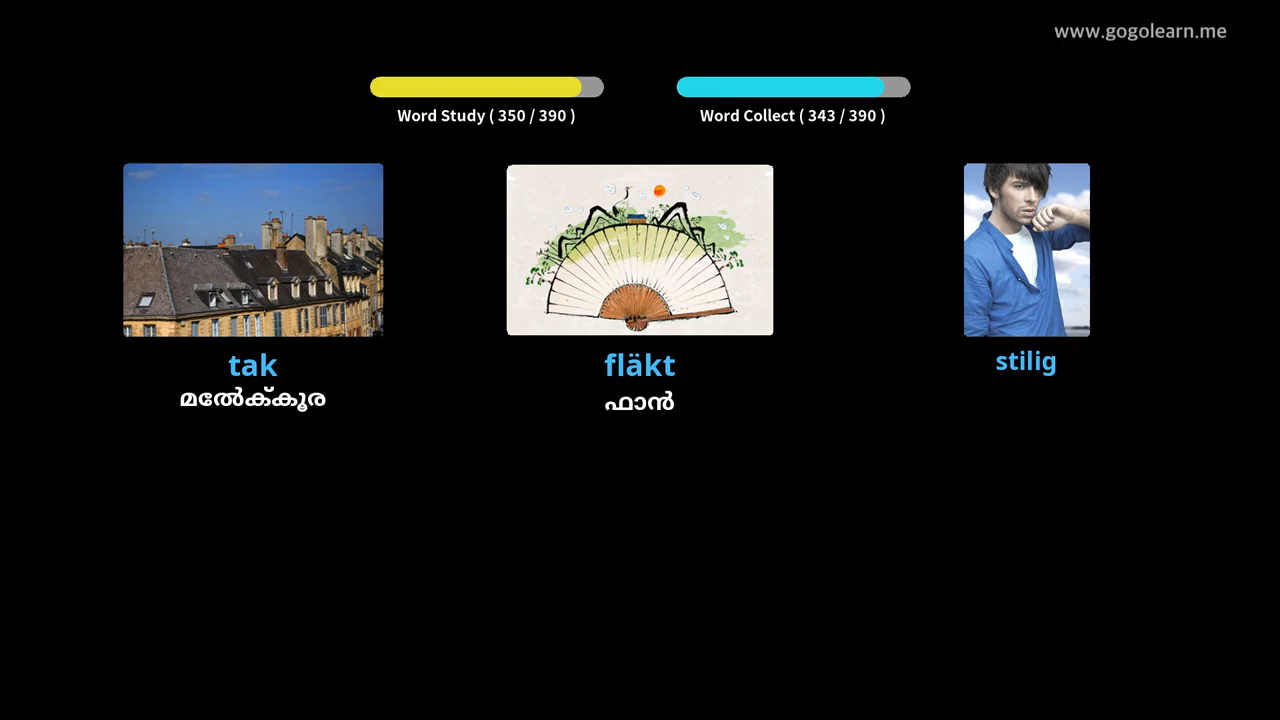 www.gogolearn.me
Word Study ( 350 / 390 )
Word Collect ( 343 / 390 )
tak
മേൽക്കൂര
fläkt
ഫാൻ
stilig